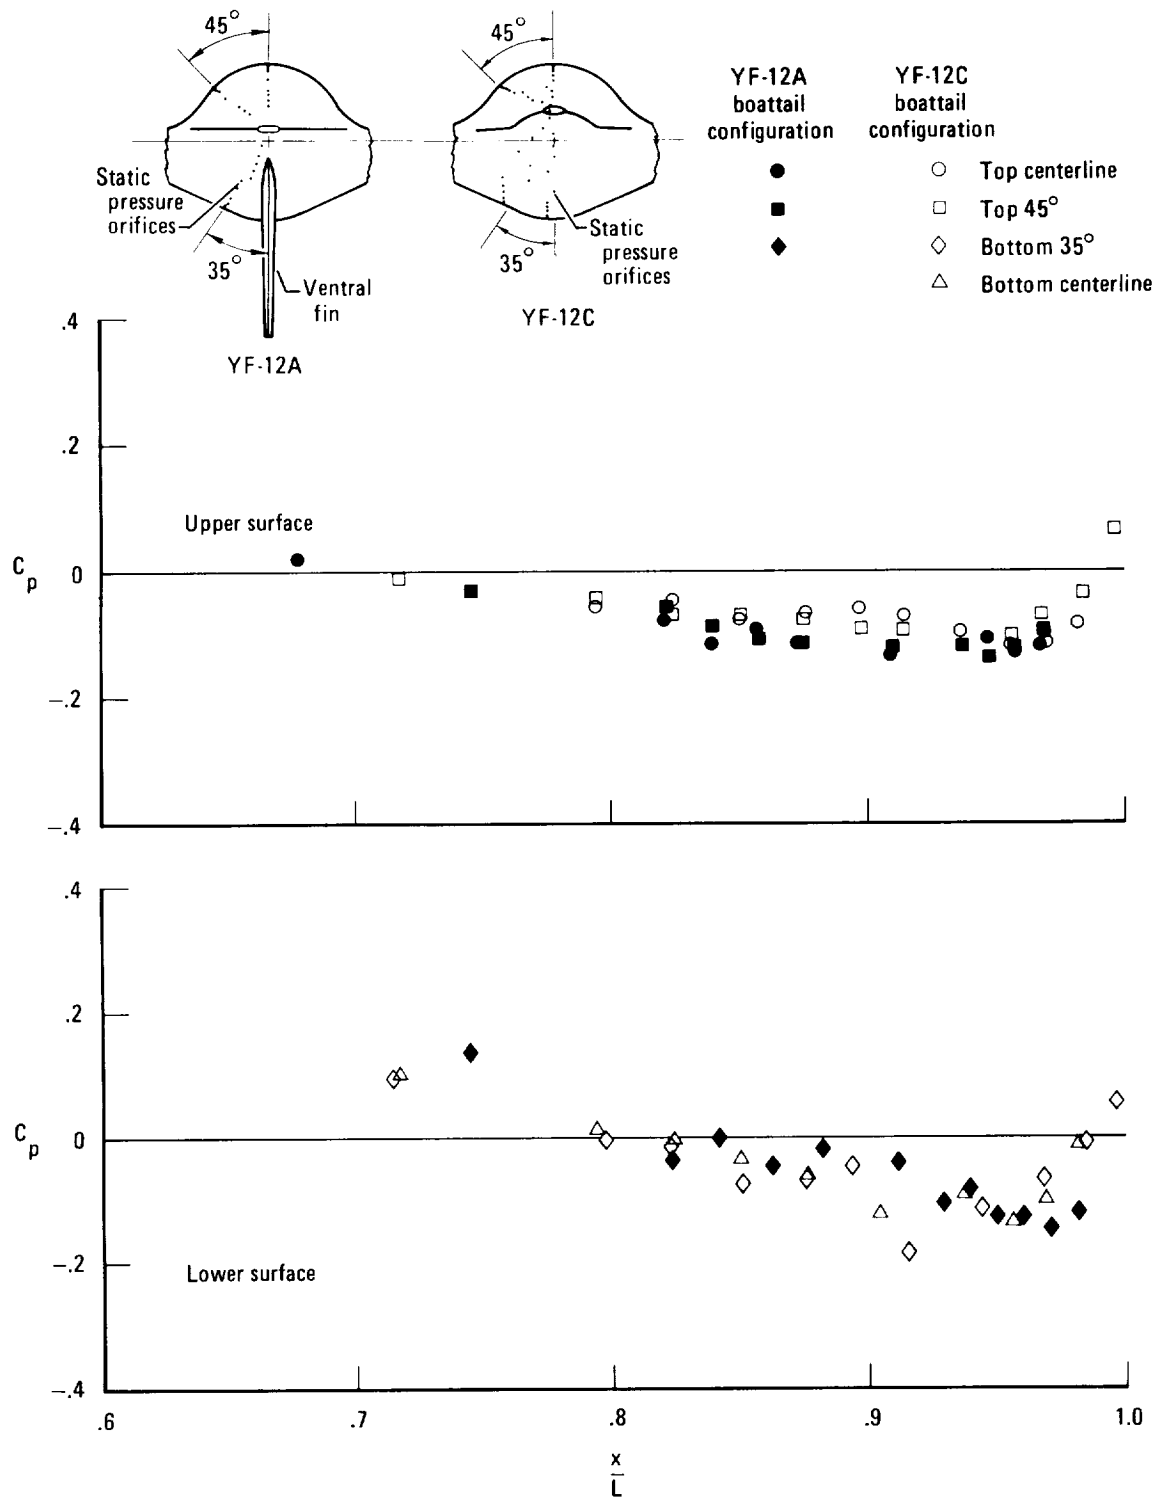 45°
45°
Static
pressure
orifices
35°
Ventral
fin
YF-12A
35°
Static
pressure
orifices
YF-12C
YF-12A
boattail
configuration
YF-12C
boattail
configuration
Top centerline
Top 45°
Bottom 35°
Bottom centerline
.4
.2
Upper surface
Cp
0
-.2
-.4
.4
.2
Cp
0
-.2
Lower surface
-.4
.6
.7
.8
.9
1.0
x
L